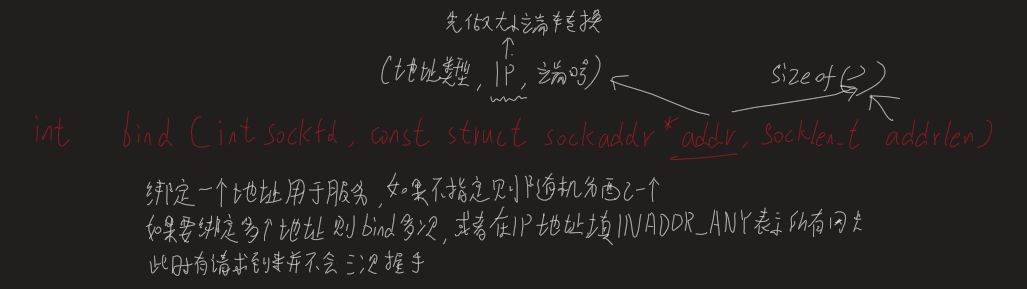 先做大小端转换
(地址类型, IP, 端口号)
sizeof( )
int bind (int sockfd, const struct sockaddr *addr, socklen_t addrlen)
绑定一个地址用于服务,如果不指定则随机分配一个
如果要绑定多个地址则bind多次,或者在IP地址填INADDR_ANY表示所有网卡
此时有请求到来并不会三次握手